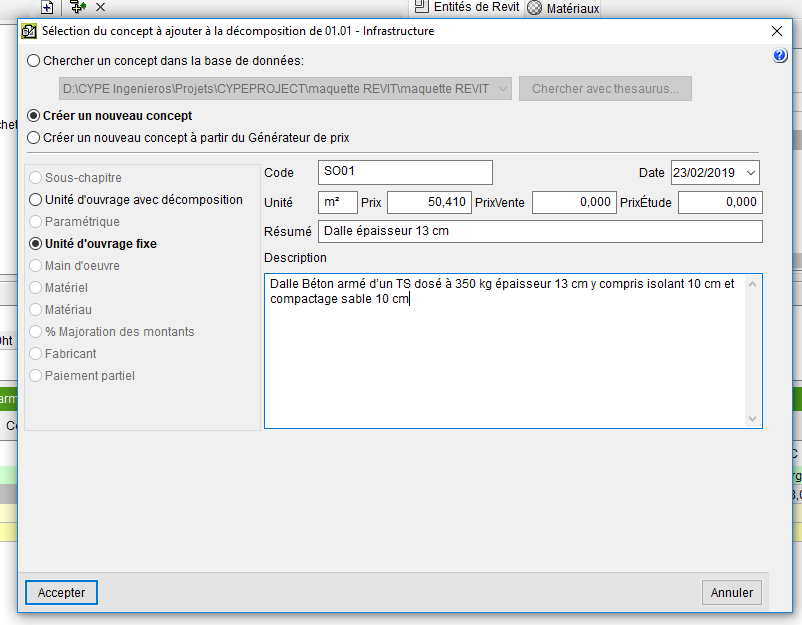 Entités de Revit
Matériaux
Sélection du concept à ajouter à la décomposition de 01.01 - Infrastructure
Chercher un concept dans la base de données:
D:\CYPE Ingenieros\Projets\CYPEPROJECT\maquette REVIT\maquette REVIT
Chercher avec thesaurus...
Créer un nouveau concept
Créer un nouveau concept à partir du Générateur de prix
Sous-chapitre
Unité d'ouvrage avec décomposition
Paramétrique
Unité d'ouvrage fixe
Main d'oeuvre
Matériel
Matériau
% Majoration des montants
Fabricant
Paiement partiel
Code SO01 Date 23/02/2019
Unité m² Prix 50,410 PrixVente 0,000 PrixÉtude 0,000
Résumé Dalle épaisseur 13 cm
Description
Dalle Béton armé d'un TS dosé à 350 kg épaisseur 13 cm y compris isolant 10 cm et
compactage sable 10 cm
Accepter
Annuler